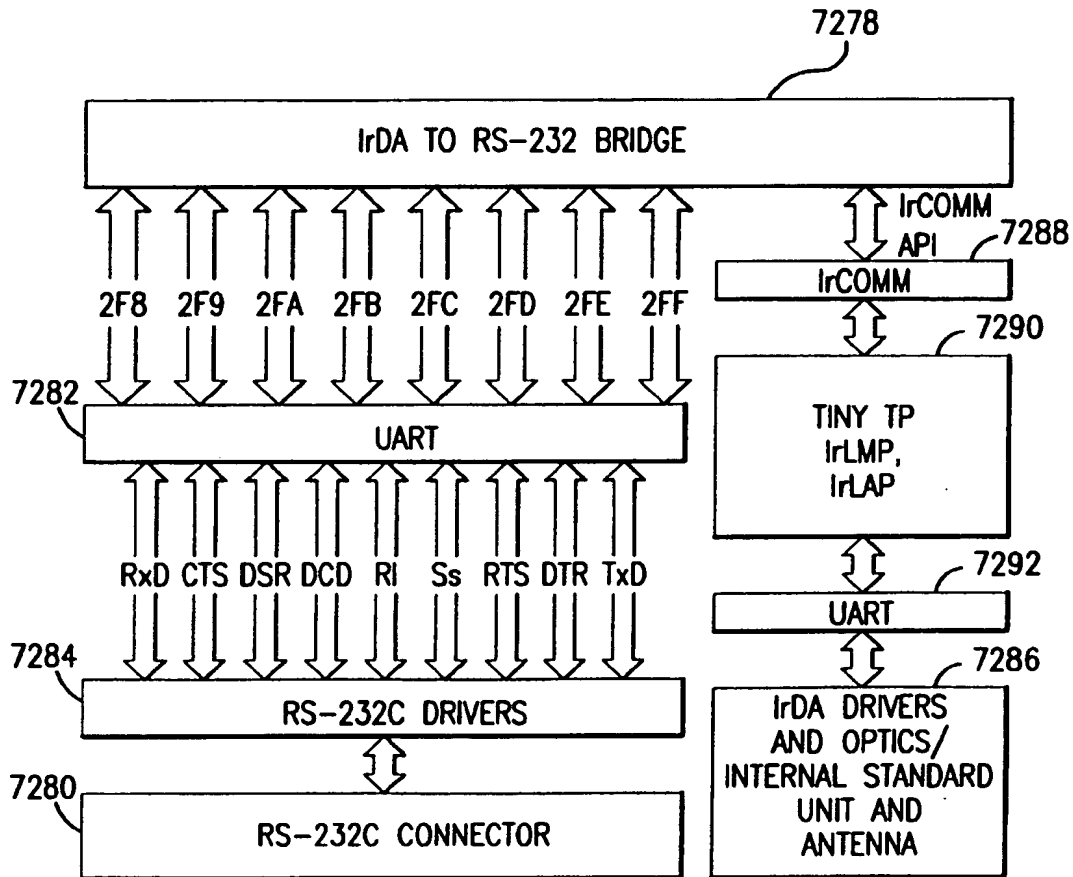 7278
IrDA TO RS-232 BRIDGE
IrCOMM
API
7288
IrCOMM
2F8 2F9 2FA 2FB 2FC 2FD 2FE 2FF
7290
7282
UART
TINY TP
IrLMP,
IrLAP
RxD CTS DSR DCD RI Ss RTS DTR TxD
7292
UART
7284
RS-232C DRIVERS
7286
IrDA DRIVERS
AND OPTICS/
INTERNAL STANDARD
UNIT AND
ANTENNA
7280
RS-232C CONNECTOR